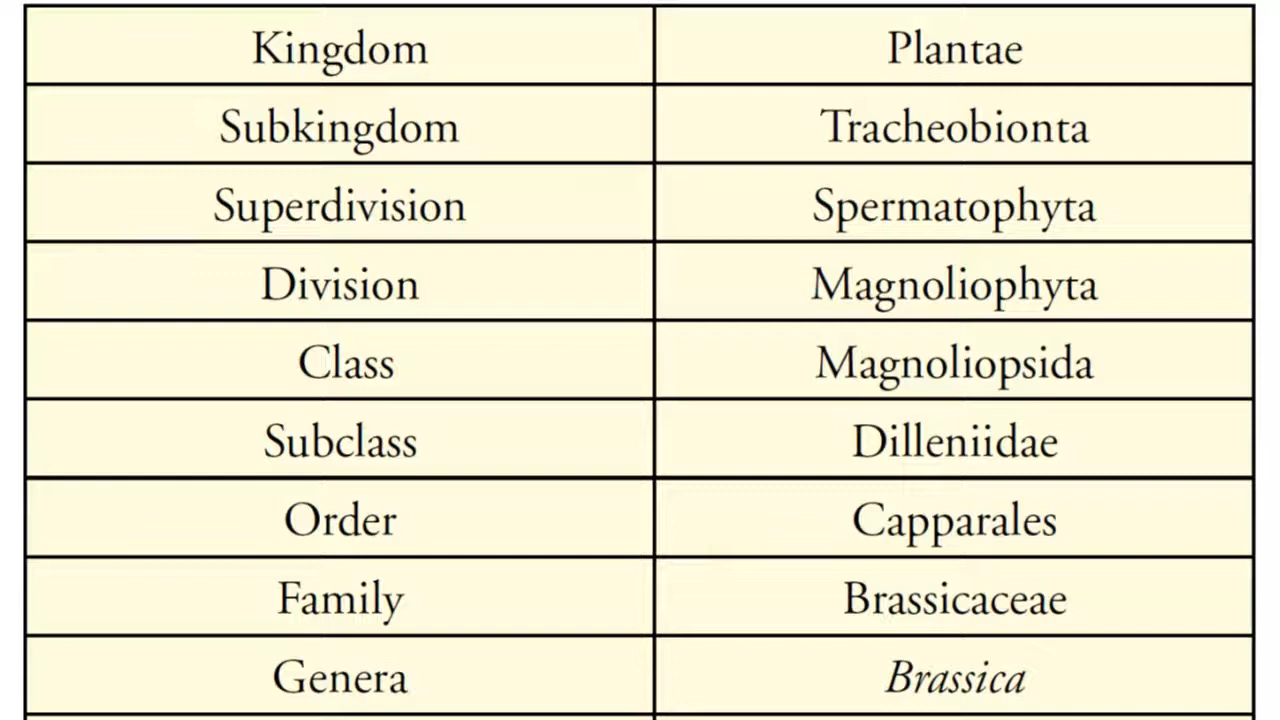 Kingdom Plantae
Subkingdom Tracheobionta
Superdivision Spermatophyta
Division Magnoliophyta
Class Magnoliopsida
Subclass Dilleniidae
Order Capparales
Family Brassicaceae
Genera Brassica